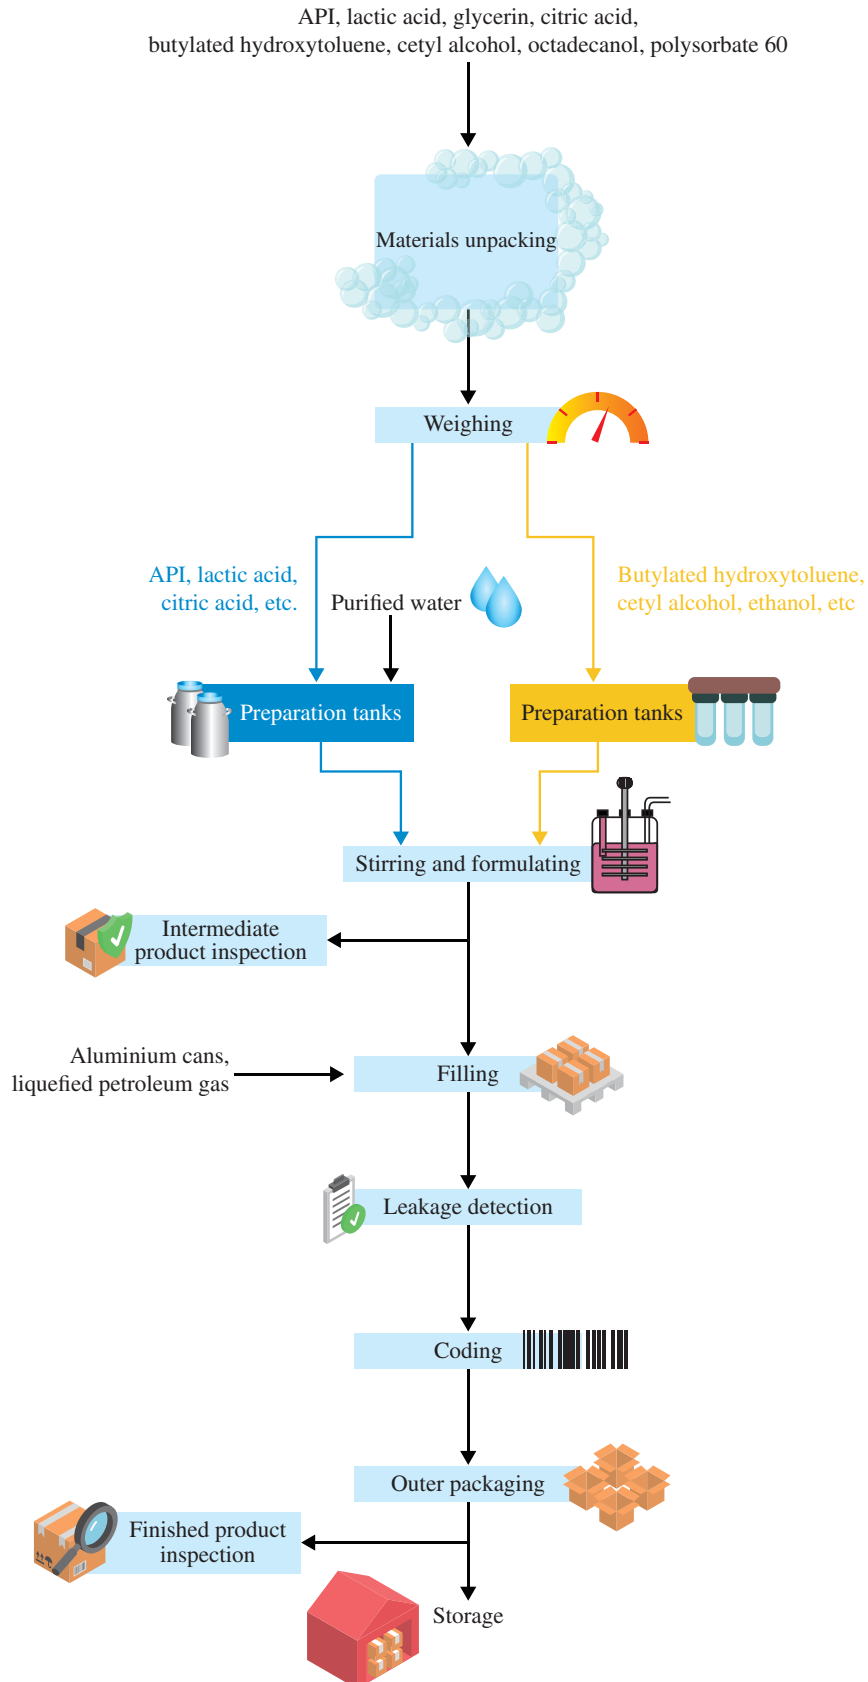 API, lactic acid, glycerin, citric acid,
butylated hydroxytoluene, cetyl alcohol, octadecanol, polysorbate 60
Materials unpacking
Weighing
API, lactic acid,
citric acid, etc.
Purified water
Butylated hydroxytoluene,
cetyl alcohol, ethanol, etc
Preparation tanks
Preparation tanks
Stirring and formulating
Intermediate
product inspection
Aluminium cans,
liquefied petroleum gas
Filling
Leakage detection
Coding
Outer packaging
Finished product
inspection
Storage